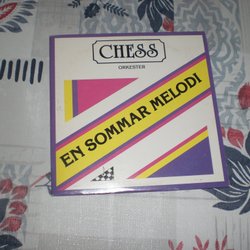 CHESS
ORKESTER
EN SOMMAR MELODI